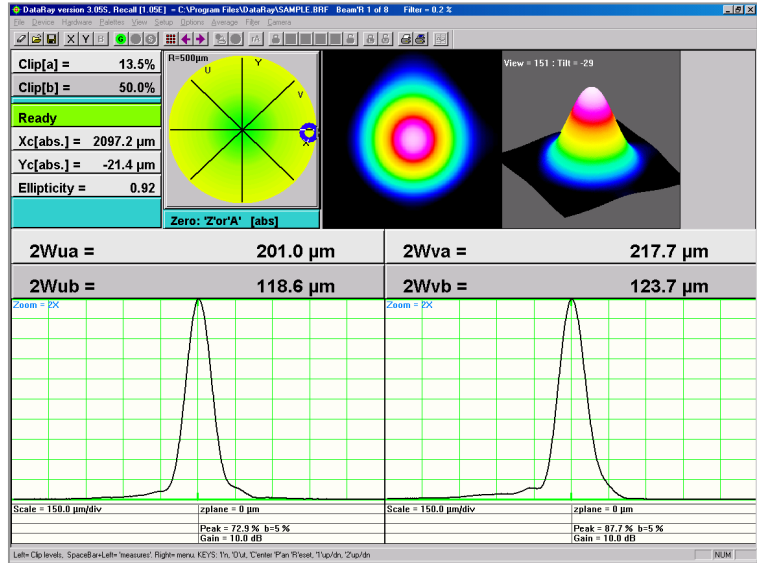 DataRay version 3.05S, Recall [1.05E] - C:\Program Files\DataRay\SAMPLE.BRF Beam'R 1 of 8 Filter = 0.2 %
File Device Hardware Palettes View Setup Options Average Filter Camera
X Y B G rA
Clip[a] = 13.5%
Clip[b] = 50.0%
Ready
Xc[abs.] = 2097.2 µm
Yc[abs.] = -21.4 µm
Ellipticity = 0.92
R=500µm
U
Y
V
X
Zero: 'Z'or'A' [abs]
View = 151 : Tilt = -29
2Wua = 201.0 µm
2Wva = 217.7 µm
2Wub = 118.6 µm
2Wvb = 123.7 µm
Zoom = 2X
Zoom = 2X
Scale = 150.0 µm/div zplane = 0 µm
Peak = 72.9 % b=5 %
Gain = 10.0 dB
Scale = 150.0 µm/div zplane = 0 µm
Peak = 87.7 % b=5 %
Gain = 10.0 dB
Left= Clip levels, SpaceBar+Left= 'measures'. Right= menu. KEYS: 'I'n, 'O'ut, 'C'enter 'P'an 'R'eset, '1'up/dn, '2'up/dn
NUM